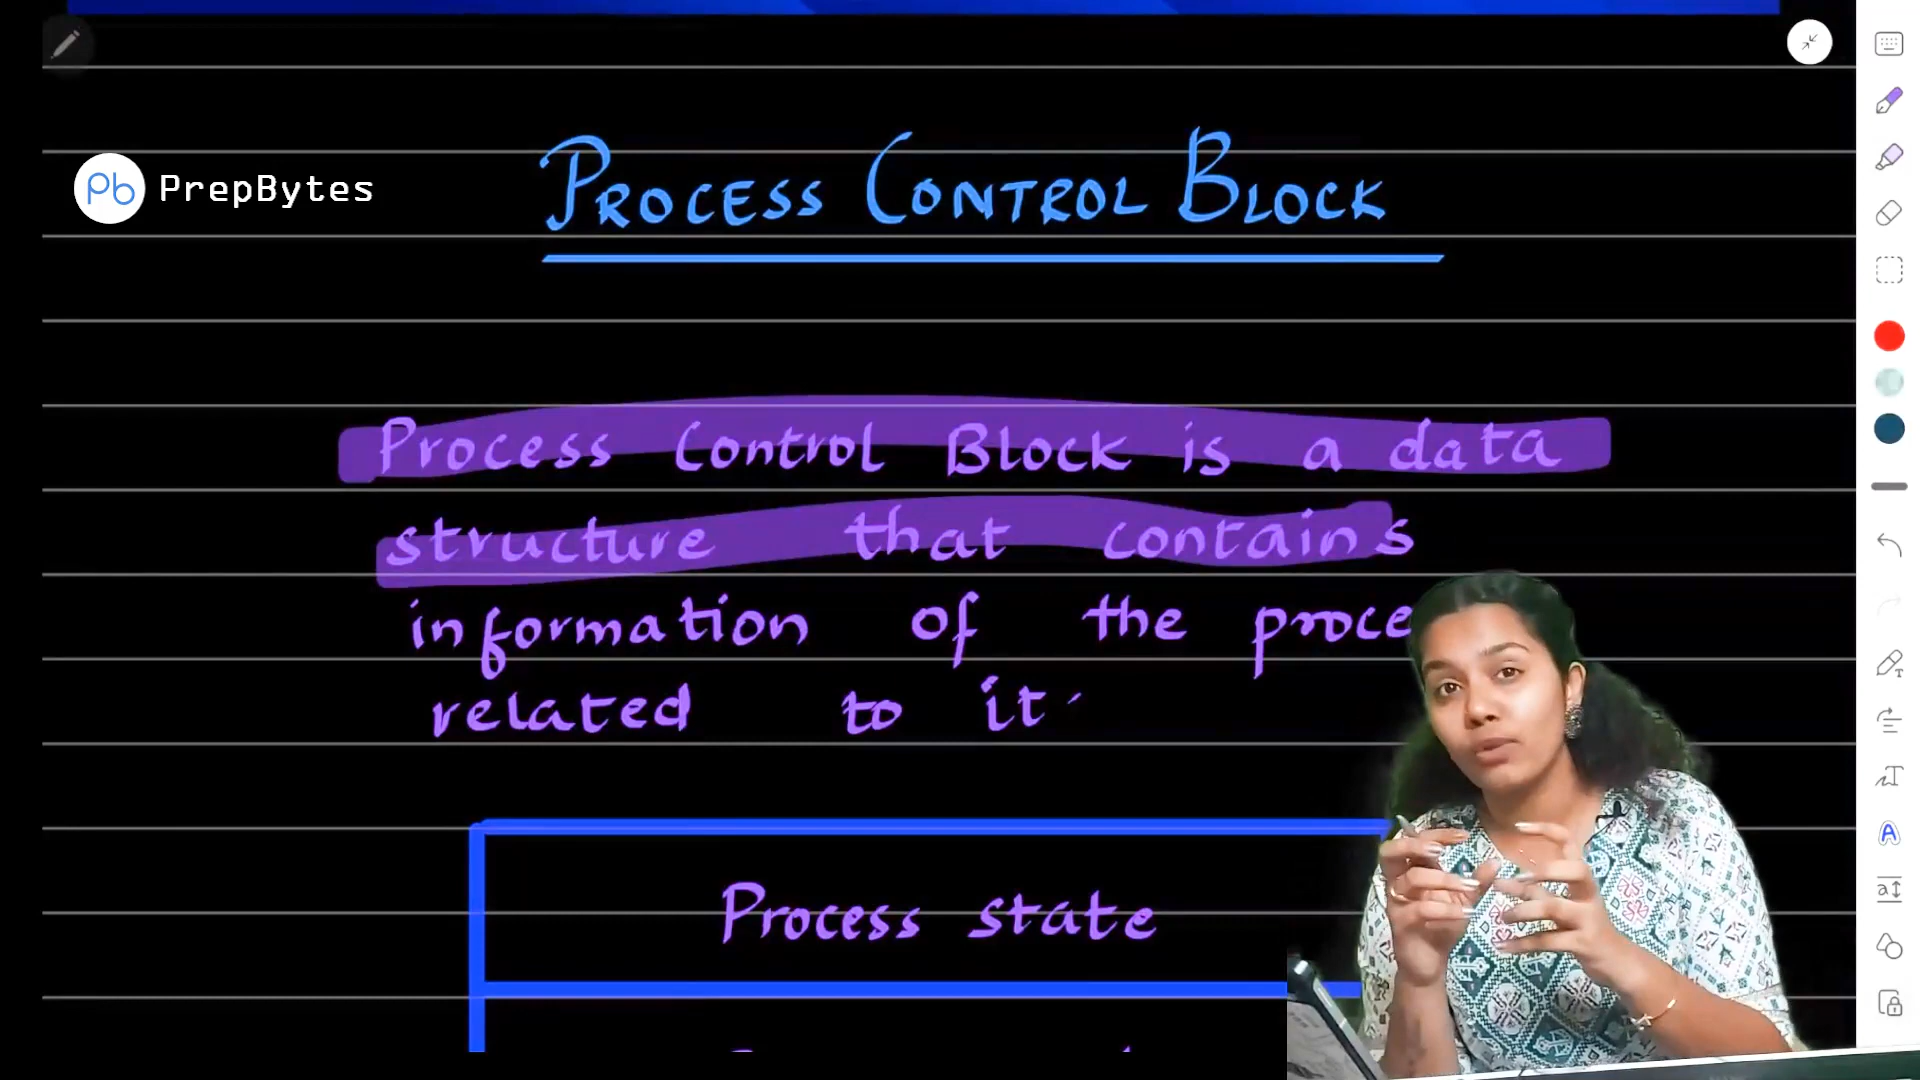 PROCESS CONTROL BLOCK
Pb PrepBytes
Process Control Block is a data
structure that contains
information of the proce
related to it.
Process state